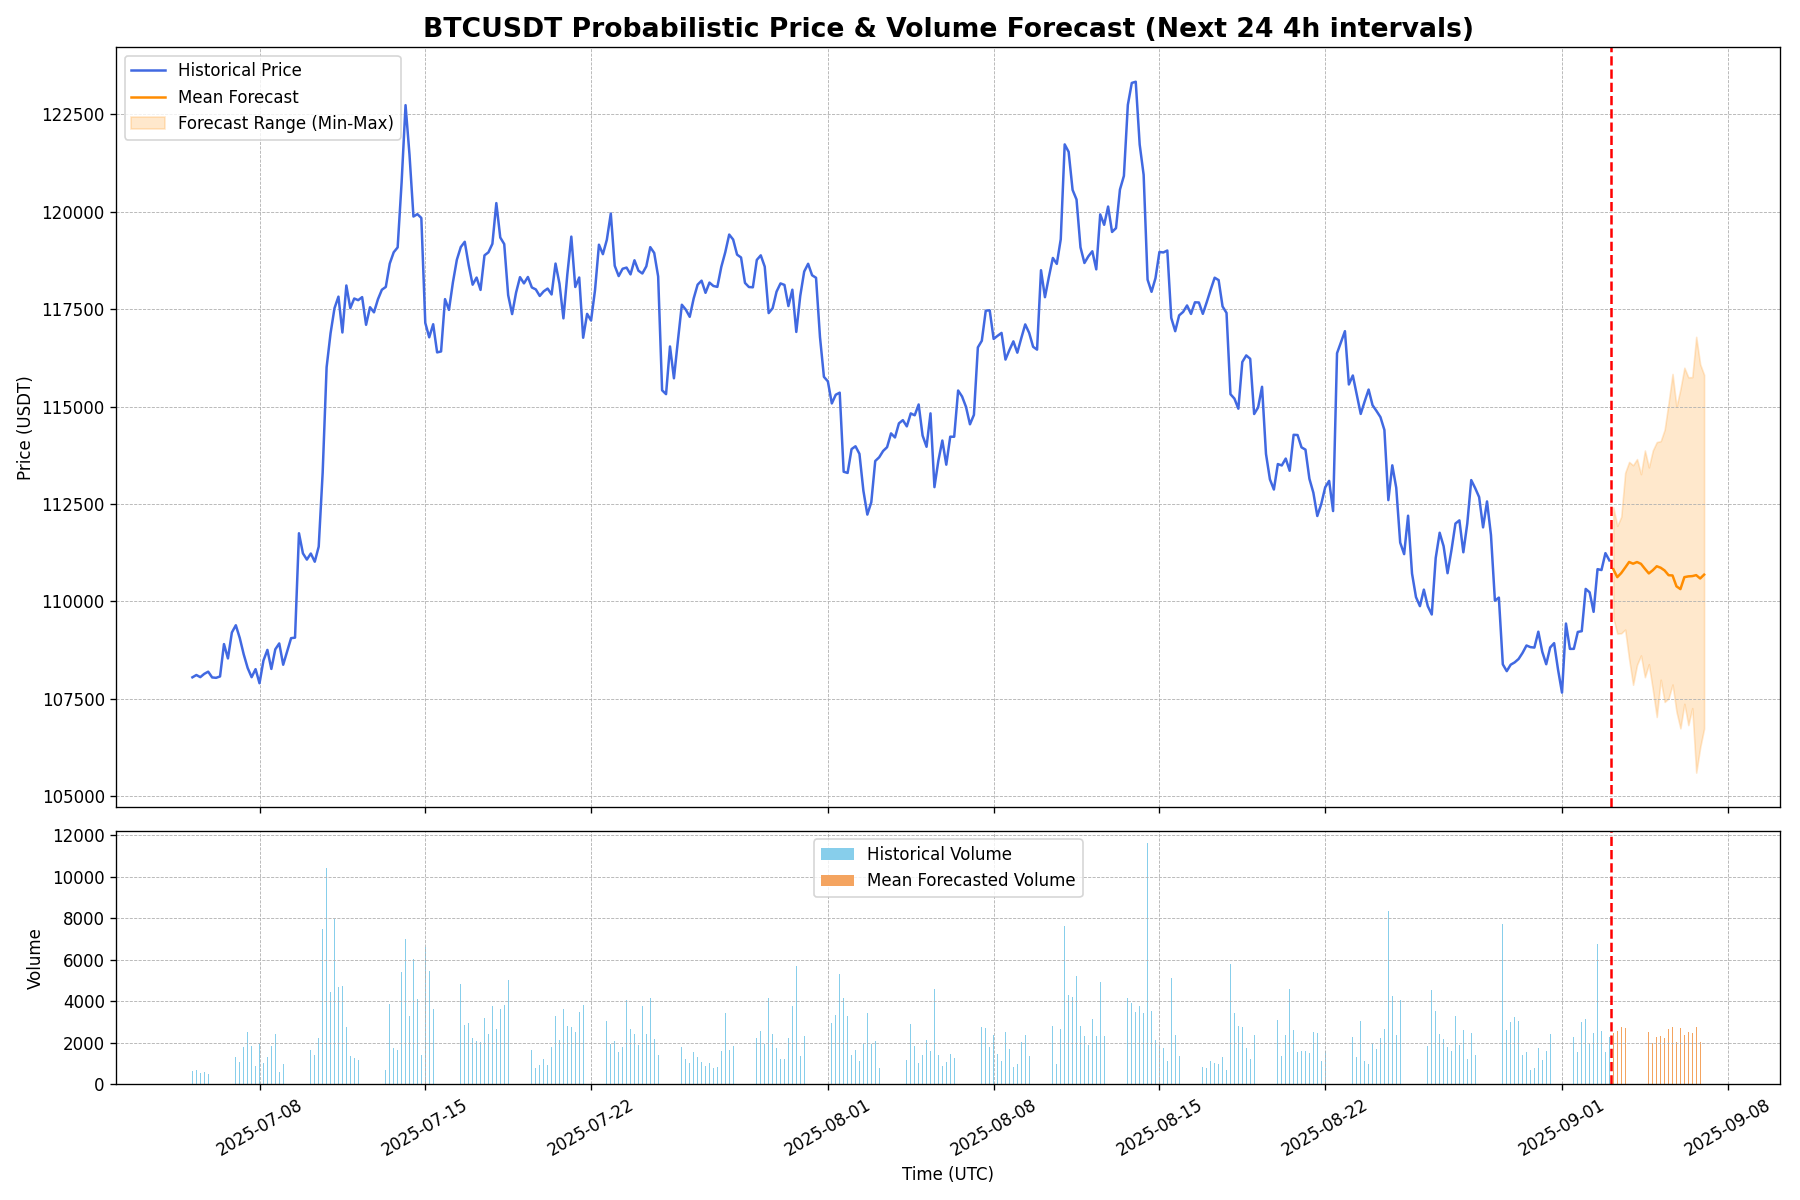 BTCUSDT Probabilistic Price & Volume Forecast (Next 24 4h intervals)
Historical Price
Mean Forecast
Forecast Range (Min-Max)
Price (USDT)
122500
120000
117500
115000
112500
110000
107500
105000
Historical Volume
Mean Forecasted Volume
Volume
12000
10000
8000
6000
4000
2000
0
2025-07-08
2025-07-15
2025-07-22
2025-08-01
2025-08-08
2025-08-15
2025-08-22
2025-09-01
2025-09-08
Time (UTC)